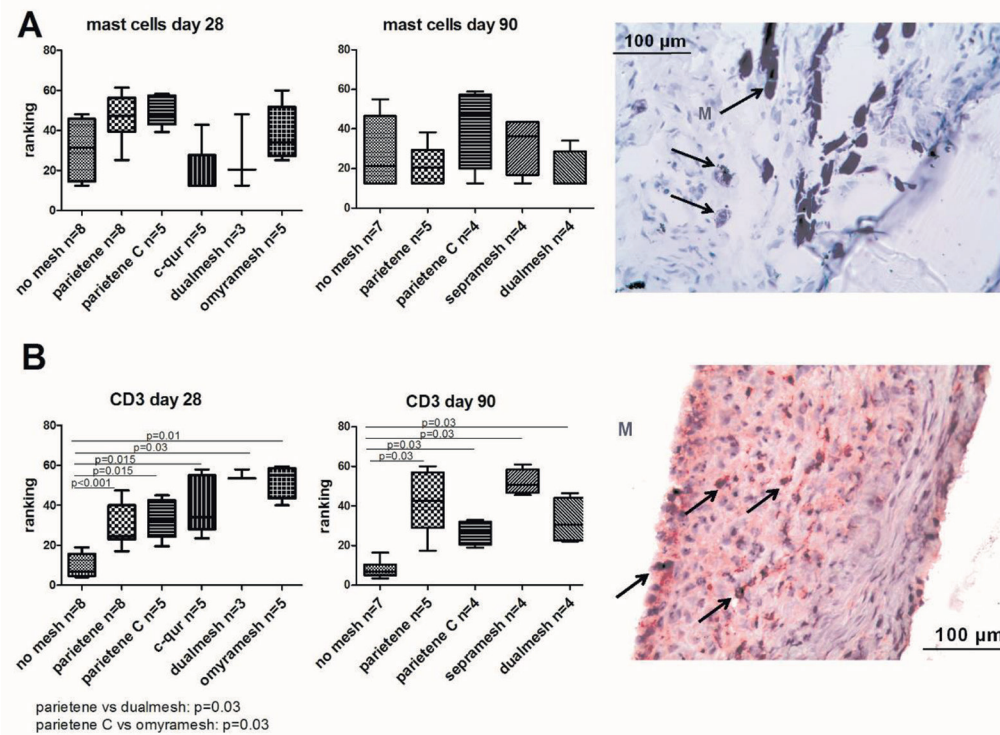 A
mast cells day 28
ranking
80
60
40
20
0
no mesh n=8
parietene n=8
parietene C n=5
c-qur n=5
dualmesh n=3
omyramesh n=5
mast cells day 90
80
60
40
20
0
no mesh n=7
parietene n=5
parietene C n=4
sepramesh n=4
dualmesh n=4
100 µm
M
B
CD3 day 28
ranking
80
60
40
20
0
p=0.01
p=0.03
p=0.015
p=0.015
p<0.001
no mesh n=8
parietene n=8
parietene C n=5
c-qur n=5
dualmesh n=3
omyramesh n=5
CD3 day 90
ranking
80
60
40
20
0
p=0.03
p=0.03
p=0.03
p=0.03
no mesh n=7
parietene n=5
parietene C n=4
sepramesh n=4
dualmesh n=4
M
100 µm
parietene vs dualmesh: p=0.03
parietene C vs omyramesh: p=0.03